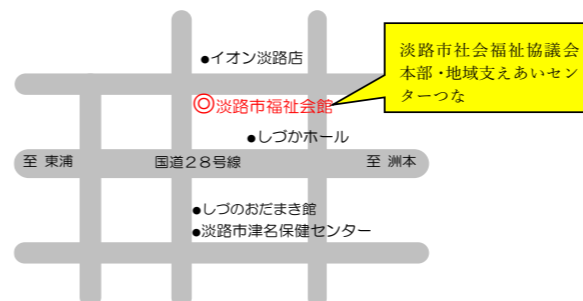 ●イオン淡路店
淡路市社会福祉協議会
本部・地域支えあいセン
ターつな
◎淡路市福祉会館
●しづかホール
至 東浦
国道２８号線
至 洲本
●しづのおだまき館
●淡路市津名保健センター